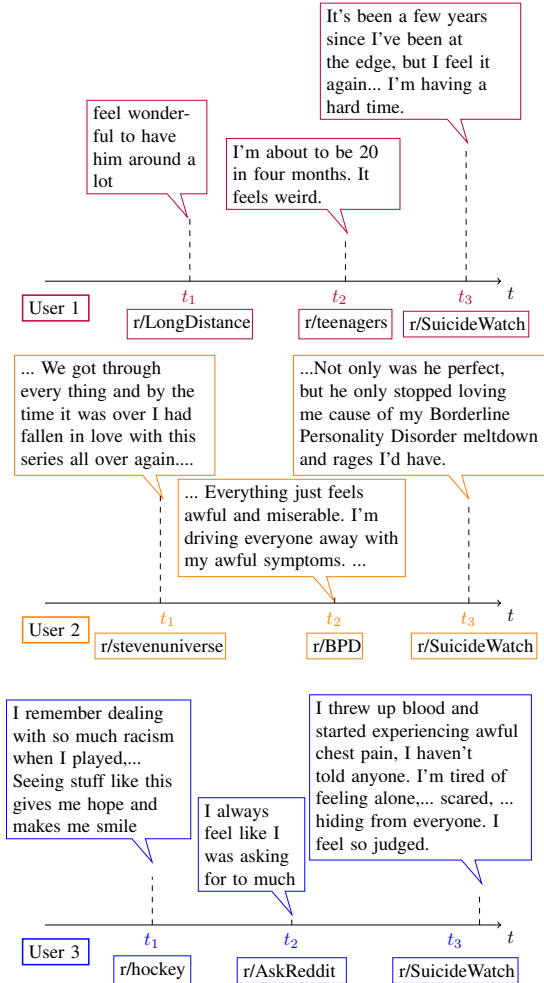 It's been a few years
since I've been at
the edge, but I feel it
again... I'm having a
hard time.
feel wonder-
ful to have
him around a
lot
I'm about to be 20
in four months. It
feels weird.
t1 t2 t3 t
User 1
r/LongDistance r/teenagers r/SuicideWatch
... We got through
every thing and by the
time it was over I had
fallen in love with this
series all over again....
...Not only was he perfect,
but he only stopped loving
me cause of my Borderline
Personality Disorder meltdown
and rages I'd have.
... Everything just feels
awful and miserable. I'm
driving everyone away with
my awful symptoms. ...
t1 t2 t3 t
User 2
r/stevenuniverse r/BPD r/SuicideWatch
I remember dealing
with so much racism
when I played,...
Seeing stuff like this
gives me hope and
makes me smile
I threw up blood and
started experiencing awful
chest pain, I haven't
told anyone. I'm tired of
feeling alone,... scared, ...
hiding from everyone. I
feel so judged.
I always
feel like I
was asking
for to much
t1 t2 t3 t
User 3
r/hockey r/AskReddit r/SuicideWatch